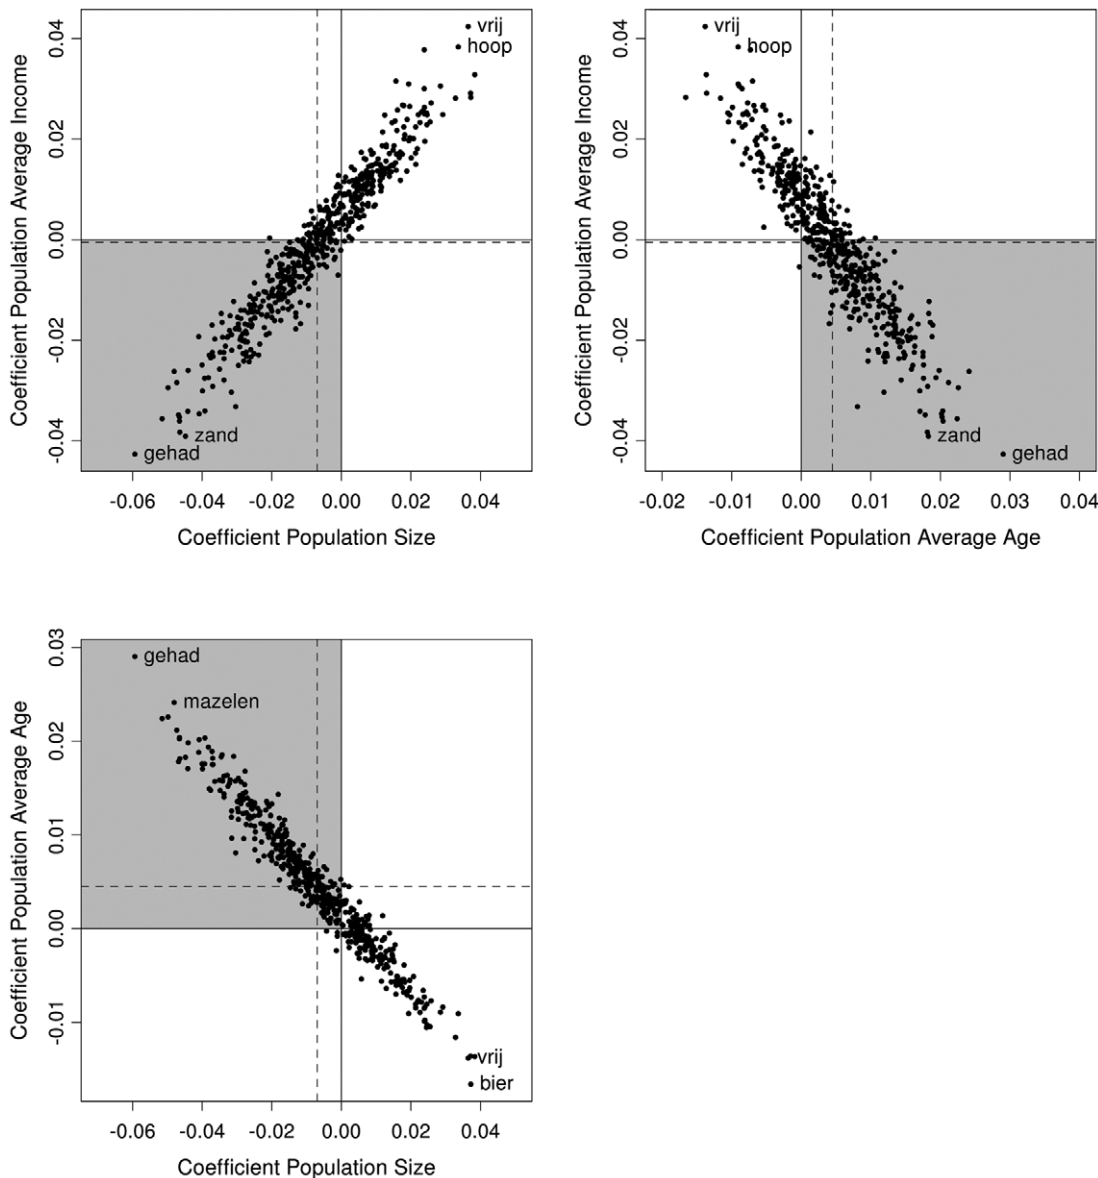 Coefficient Population Average Income
0.04
0.02
0.00
-0.02
-0.04
vrij
hoop
zand
gehad
-0.06 -0.04 -0.02 0.00 0.02 0.04
Coefficient Population Size
Coefficient Population Average Income
0.04
0.02
0.00
-0.02
-0.04
vrij
hoop
zand
gehad
-0.02 -0.01 0.00 0.01 0.02 0.03 0.04
Coefficient Population Average Age
Coefficient Population Average Age
0.03
0.02
0.01
0.00
-0.01
gehad
mazelen
vrij
bier
-0.06 -0.04 -0.02 0.00 0.02 0.04
Coefficient Population Size